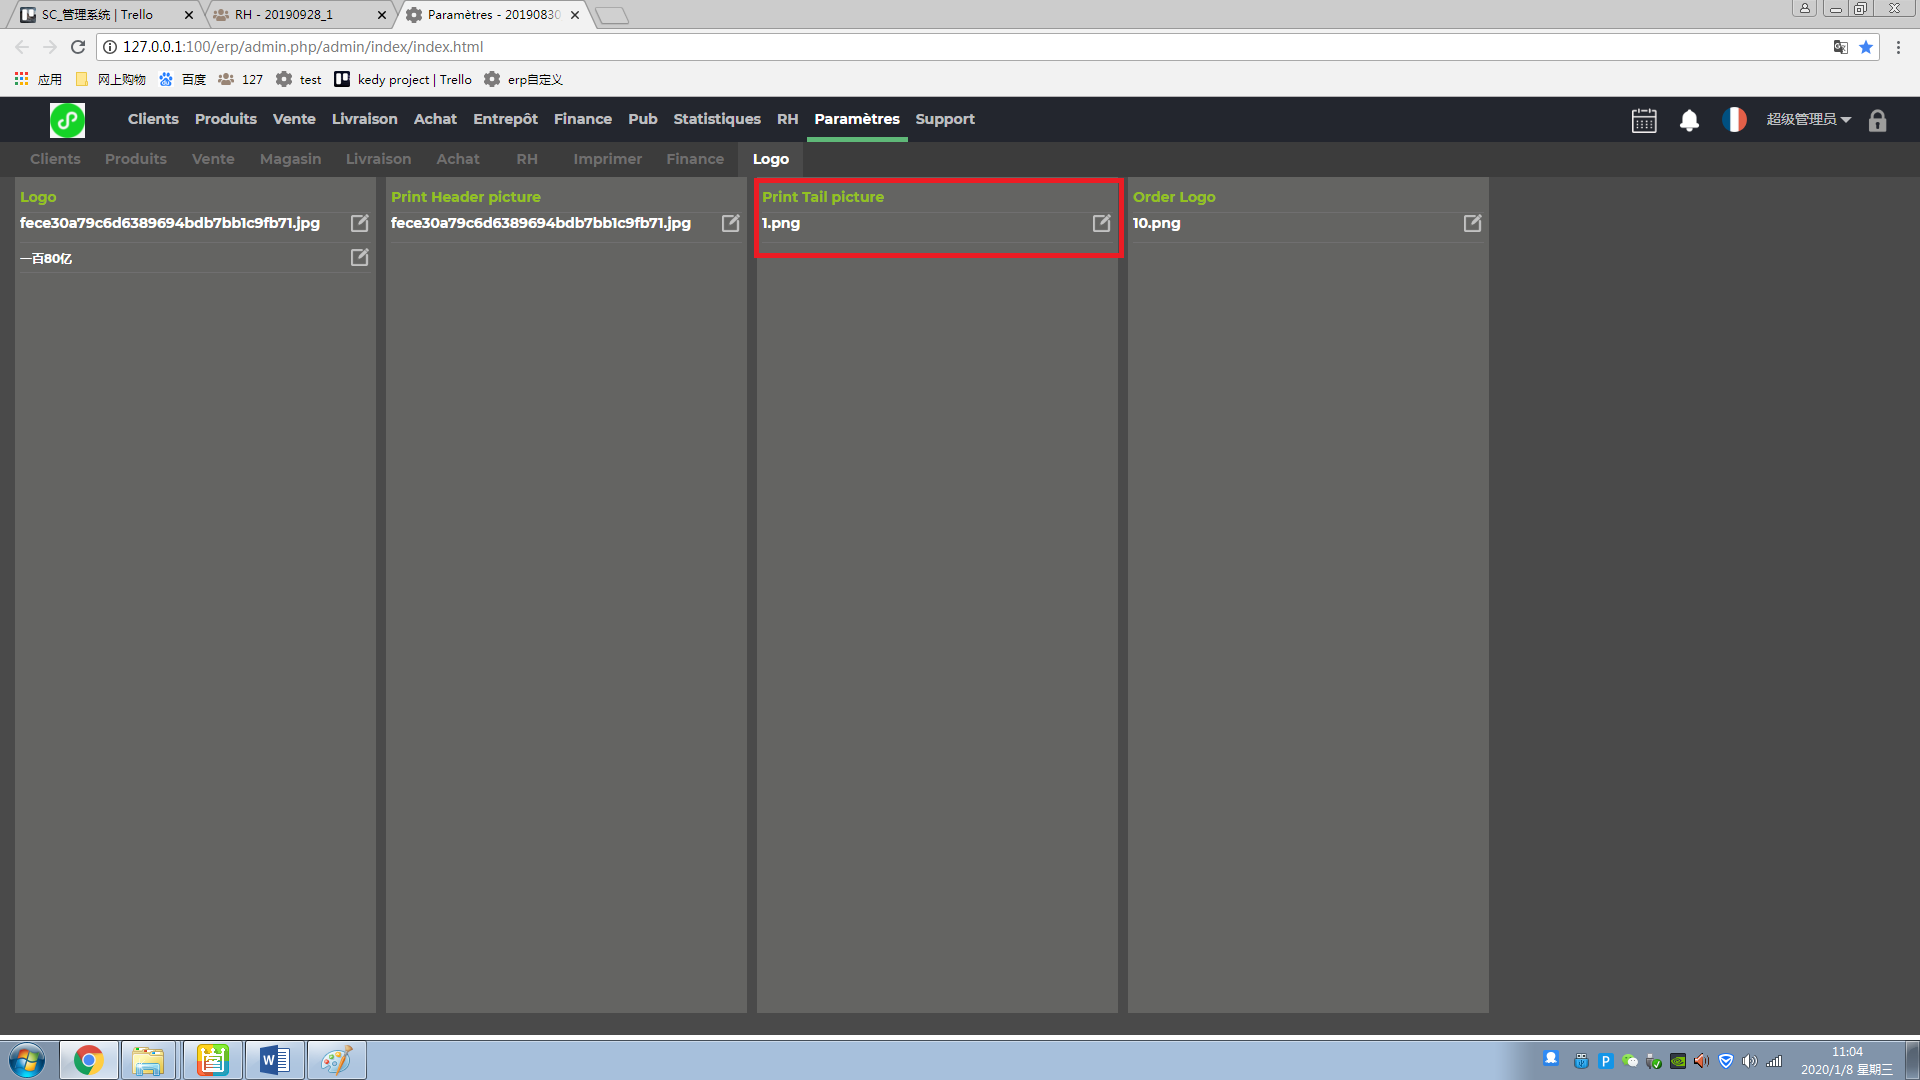 SC_管理系统 | Trello
RH - 20190928_1
Paramètres - 20190830
127.0.0.1:100/erp/admin.php/admin/index/index.html
应用
网上购物
百度
127
test
kedy project | Trello
erp自定义
Clients Produits Vente Livraison Achat Entrepôt Finance Pub Statistiques RH Paramètres Support
超级管理员
Clients Produits Vente Magasin Livraison Achat RH Imprimer Finance Logo
Logo
fece30a79c6d6389694bdb7bb1c9fb71.jpg
一百80亿
Print Header picture
fece30a79c6d6389694bdb7bb1c9fb71.jpg
Print Tail picture
1.png
Order Logo
10.png
11:04
2020/1/8 星期三